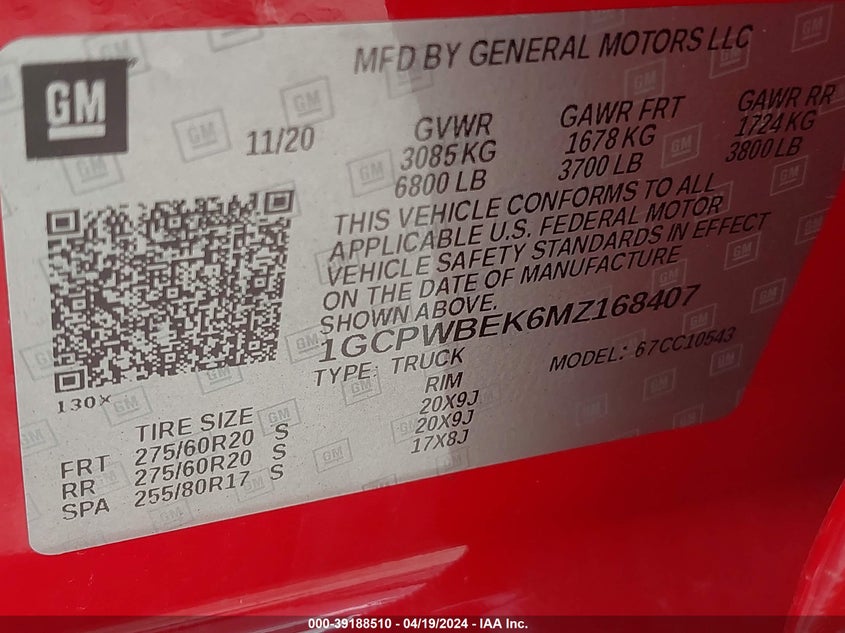 GM
MFD BY GENERAL MOTORS LLC
11/20
GVWR
3085 KG
6800 LB
GAWR FRT
1678 KG
3700 LB
GAWR RR
1724 KG
3800 LB
THIS VEHICLE CONFORMS TO ALL
APPLICABLE U.S. FEDERAL MOTOR
VEHICLE SAFETY STANDARDS IN EFFECT
ON THE DATE OF MANUFACTURE
SHOWN ABOVE.
1GCPWBEK6MZ168407
TYPE: TRUCK
MODEL: 67CC10543
130X
TIRE SIZE RIM
FRT 275/60R20 S 20X9J
RR 275/60R20 S 20X9J
SPA 255/80R17 S 17X8J
000-39188510 - 04/19/2024 - IAA Inc.